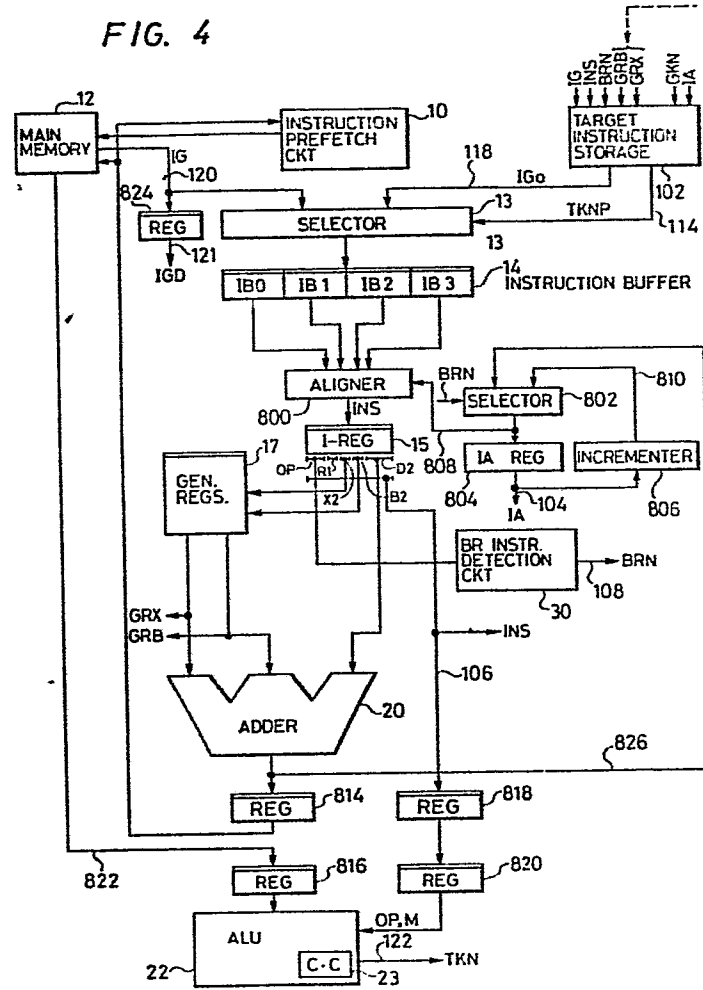 FIG. 4
12
MAIN
MEMORY
10
INSTRUCTION
PREFETCH
CKT
IG
INS
BRN
GRB
GRX
GKN
IA
TARGET
INSTRUCTION
STORAGE
102
IG
120
118
IGo
TKNP
114
824
REG
121
IGD
SELECTOR
13
13
14
IB0
IB1
IB2
IB3
INSTRUCTION BUFFER
ALIGNER
800
INS
BRN
SELECTOR
802
810
808
I-REG
15
17
OP
R1
X2
B2
D2
GEN.
REGS.
IA REG
804
104
IA
INCREMENTER
806
BR INSTR.
DETECTION
CKT
30
108
BRN
GRX
GRB
INS
106
ADDER
20
826
REG
814
REG
818
822
REG
816
REG
820
OP,M
ALU
22
C·C
23
122
TKN